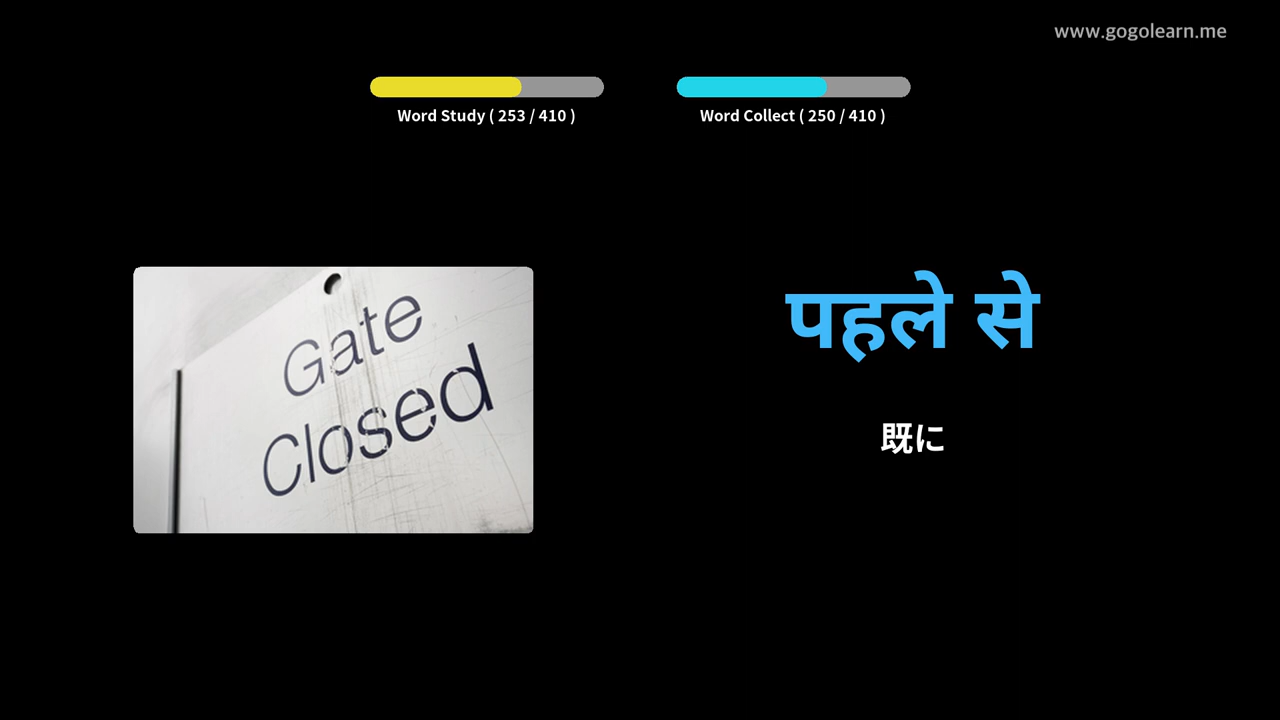 www.gogolearn.me
Word Study ( 253 / 410 )
Word Collect ( 250 / 410 )
Gate
Closed
पहले से
既に